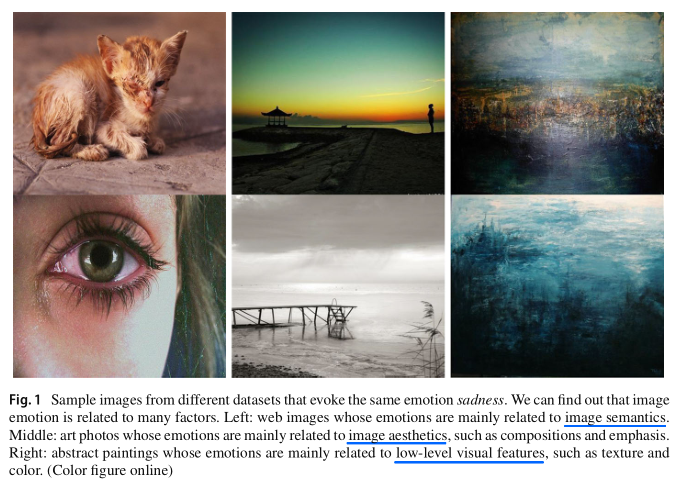 Fig. 1 Sample images from different datasets that evoke the same emotion sadness. We can find out that image
emotion is related to many factors. Left: web images whose emotions are mainly related to image semantics.
Middle: art photos whose emotions are mainly related to image aesthetics, such as compositions and emphasis.
Right: abstract paintings whose emotions are mainly related to low-level visual features, such as texture and
color. (Color figure online)